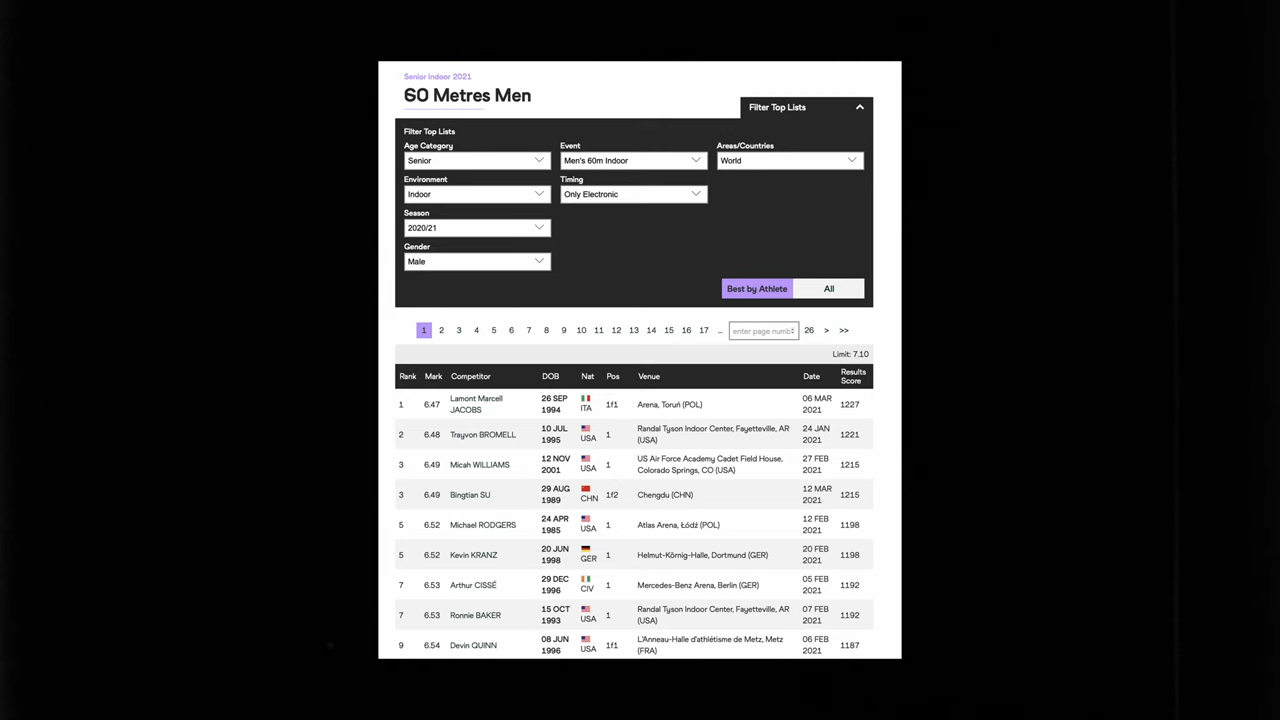 Senior Indoor 2021
60 Metres Men
Filter Top Lists
Filter Top Lists
Age Category Event Areas/Countries
Senior Men's 60m Indoor World
Environment Timing
Indoor Only Electronic
Season
2020/21
Gender
Male
Best by Athlete All
1 2 3 4 5 6 7 8 9 10 11 12 13 14 15 16 17 ... enter page numb 26 > >>
Limit: 7.10
Rank Mark Competitor DOB Nat Pos Venue Date Results Score
1 6.47 Lamont Marcell JACOBS 26 SEP 1994 ITA 1f1 Arena, Toruń (POL) 06 MAR 2021 1227
2 6.48 Trayvon BROMELL 10 JUL 1995 USA 1 Randal Tyson Indoor Center, Fayetteville, AR (USA) 24 JAN 2021 1221
3 6.49 Micah WILLIAMS 12 NOV 2001 USA 1 US Air Force Academy Cadet Field House, Colorado Springs, CO (USA) 27 FEB 2021 1215
3 6.49 Bingtian SU 29 AUG 1989 CHN 1f2 Chengdu (CHN) 12 MAR 2021 1215
5 6.52 Michael RODGERS 24 APR 1985 USA 1 Atlas Arena, Łódź (POL) 12 FEB 2021 1198
5 6.52 Kevin KRANZ 20 JUN 1998 GER 1 Helmut-Körnig-Halle, Dortmund (GER) 20 FEB 2021 1198
7 6.53 Arthur CISSÉ 29 DEC 1996 CIV 1 Mercedes-Benz Arena, Berlin (GER) 05 FEB 2021 1192
7 6.53 Ronnie BAKER 15 OCT 1993 USA 1 Randal Tyson Indoor Center, Fayetteville, AR (USA) 07 FEB 2021 1192
9 6.54 Devin QUINN 08 JUN 1996 USA 1f1 L'Anneau-Halle d'athlétisme de Metz, Metz (FRA) 06 FEB 2021 1187